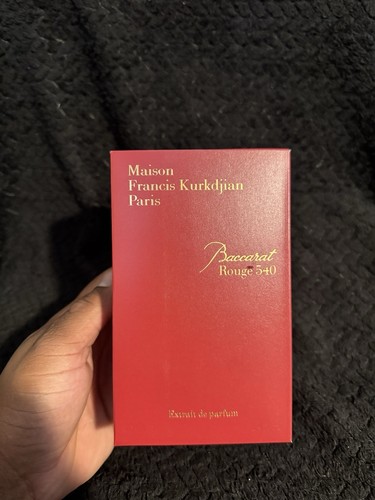 Maison
Francis Kurkdjian
Paris
Baccarat
Rouge 540
Extrait de parfum